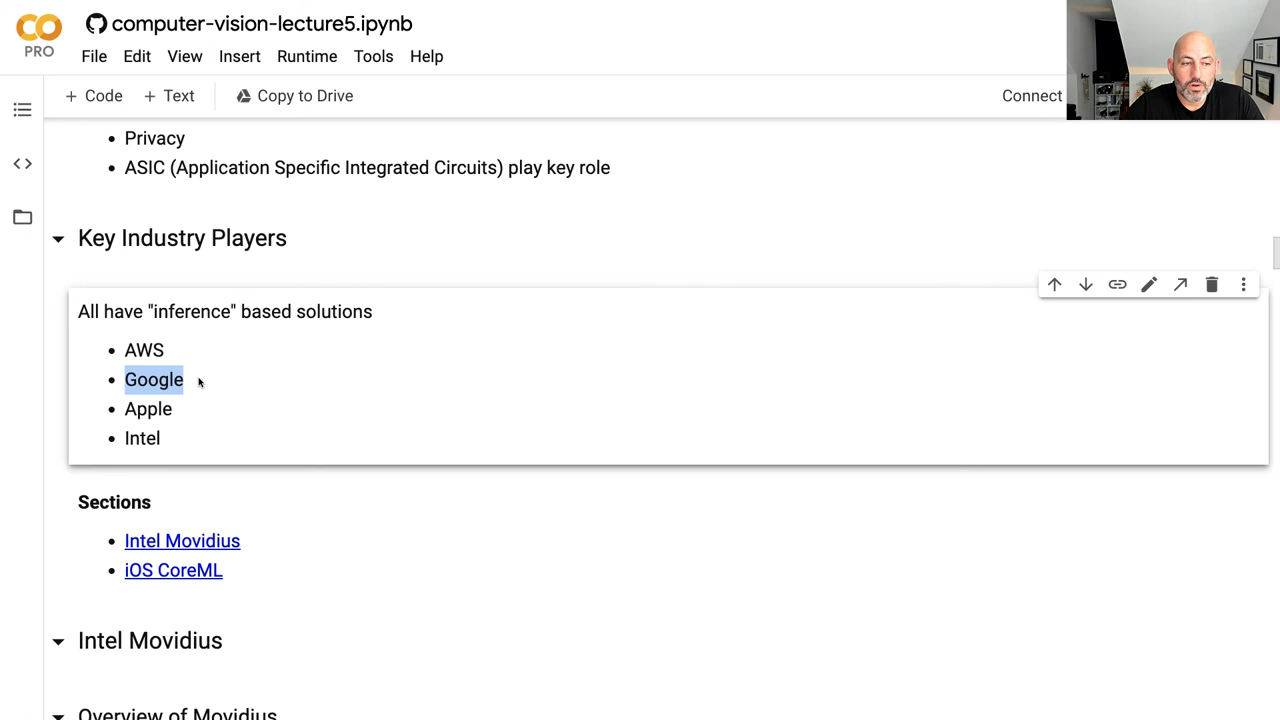 CO
PRO
computer-vision-lecture5.ipynb
File Edit View Insert Runtime Tools Help
+ Code + Text Copy to Drive Connect
• Privacy
• ASIC (Application Specific Integrated Circuits) play key role
Key Industry Players
All have "inference" based solutions
• AWS
• Google
• Apple
• Intel
Sections
• Intel Movidius
• iOS CoreML
Intel Movidius
Overview of Movidius